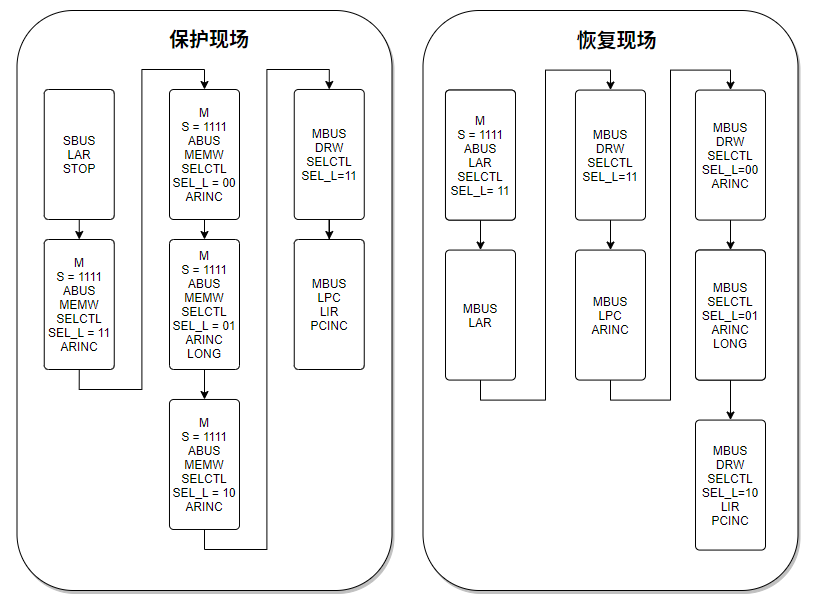 保护现场
SBUS
LAR
STOP
M
S = 1111
ABUS
MEMW
SELCTL
SEL_L = 11
ARINC
M
S = 1111
ABUS
MEMW
SELCTL
SEL_L = 00
ARINC
M
S = 1111
ABUS
MEMW
SELCTL
SEL_L = 01
ARINC
LONG
M
S = 1111
ABUS
MEMW
SELCTL
SEL_L = 10
ARINC
MBUS
DRW
SELCTL
SEL_L=11
MBUS
LPC
LIR
PCINC
恢复现场
M
S = 1111
ABUS
LAR
SELCTL
SEL_L= 11
MBUS
LAR
MBUS
DRW
SELCTL
SEL_L=11
MBUS
LPC
ARINC
MBUS
DRW
SELCTL
SEL_L=00
ARINC
MBUS
SELCTL
SEL_L=01
ARINC
LONG
MBUS
DRW
SELCTL
SEL_L=10
LIR
PCINC